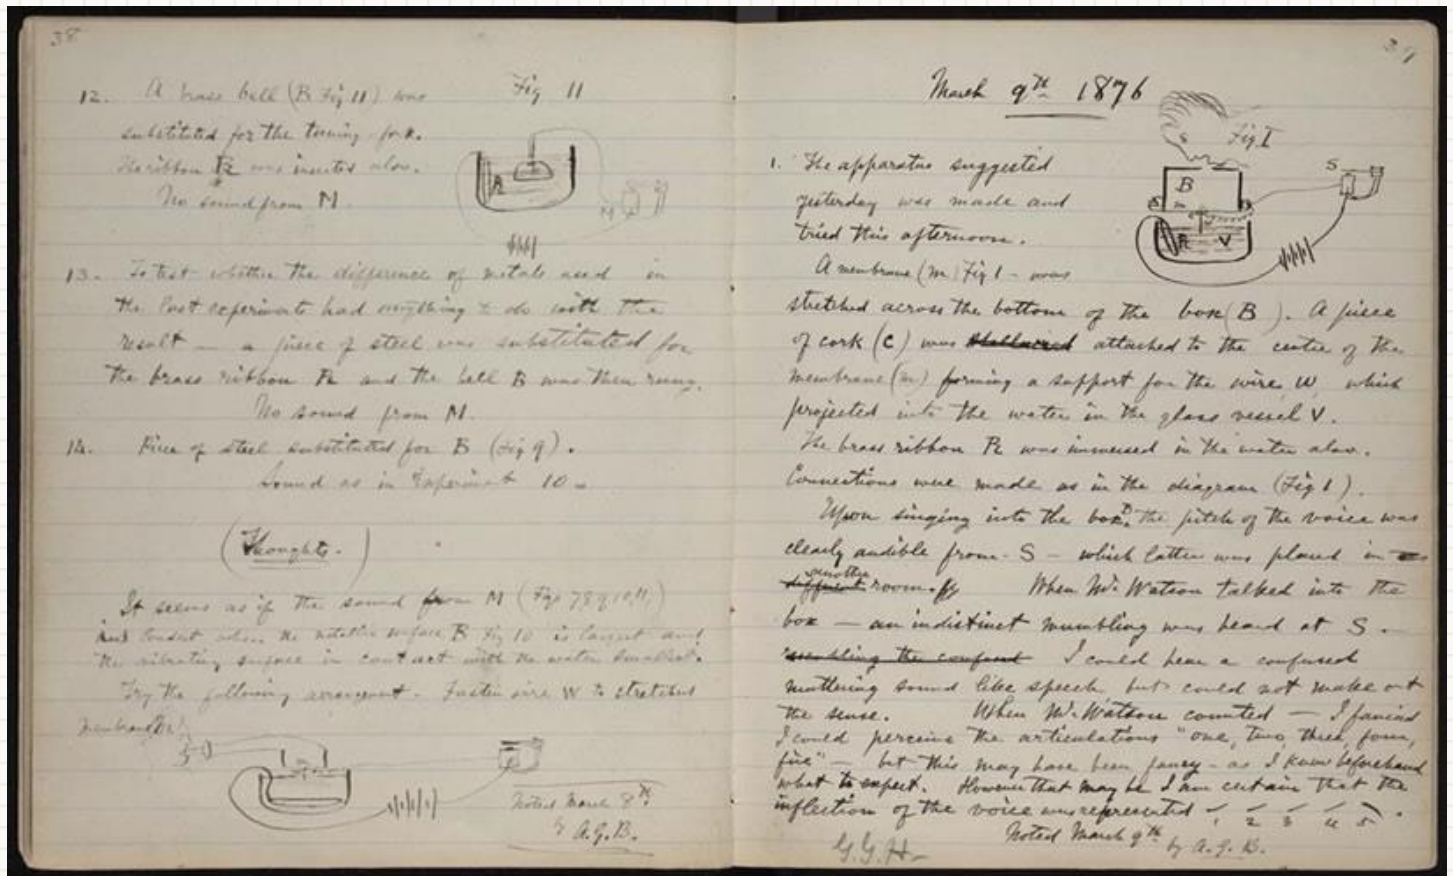 38
12. A brass bell (B Fig 11) was
substituted for the tuning-fork.
The ribbon R was inserted also.
No sound from M.
Fig 11
R
M
13. To test whether the difference of metals used in
the last experiments had anything to do with the
result — a piece of steel was substituted for
the brass ribbon R and the bell B was then rung.
No sound from M.
14. Piece of steel substituted for B (Fig 9).
Sound as in Experiment 10 —
(Thoughts.)
It seems as if the sound from M (Figs 7 8 9 10, 11,)
loudest when the surface B Fig 10 is largest and
the vibrating surface in contact with the water smallest.
Try the following arrangement. Fasten wire W to stretched
membrane
Noted March 8th
by A.G.B.
39
March 9th 1876
Fig 1
B
m
S
R V
1. The apparatus suggested
yesterday was made and
tried this afternoon.
A membrane (m) Fig 1 — was
stretched across the bottom of the box (B). A piece
of cork (c) was attached to the centre of the
membrane (m) forming a support for the wire W, which
projected into the water in the glass vessel V.
The brass ribbon R was immersed in the water also.
Connections were made as in the diagram (Fig 1).
Upon singing into the box, the pitch of the voice was
clearly audible from S — which latter was placed in
different another room. When Mr. Watson talked into the
box — an indistinct mumbling was heard at S —
resembling the confused I could hear a confused
muttering sound like speech but could not make out
the sense. When Mr. Watson counted — I fancied
I could perceive the articulations "one, two, three, four,
five" — but this may have been fancy — as I knew beforehand
what to expect. However that may be I am certain that the
inflection of the voice was represented 1 2 3 4 5.
Noted March 9th by A.G.B.
G.G.H.